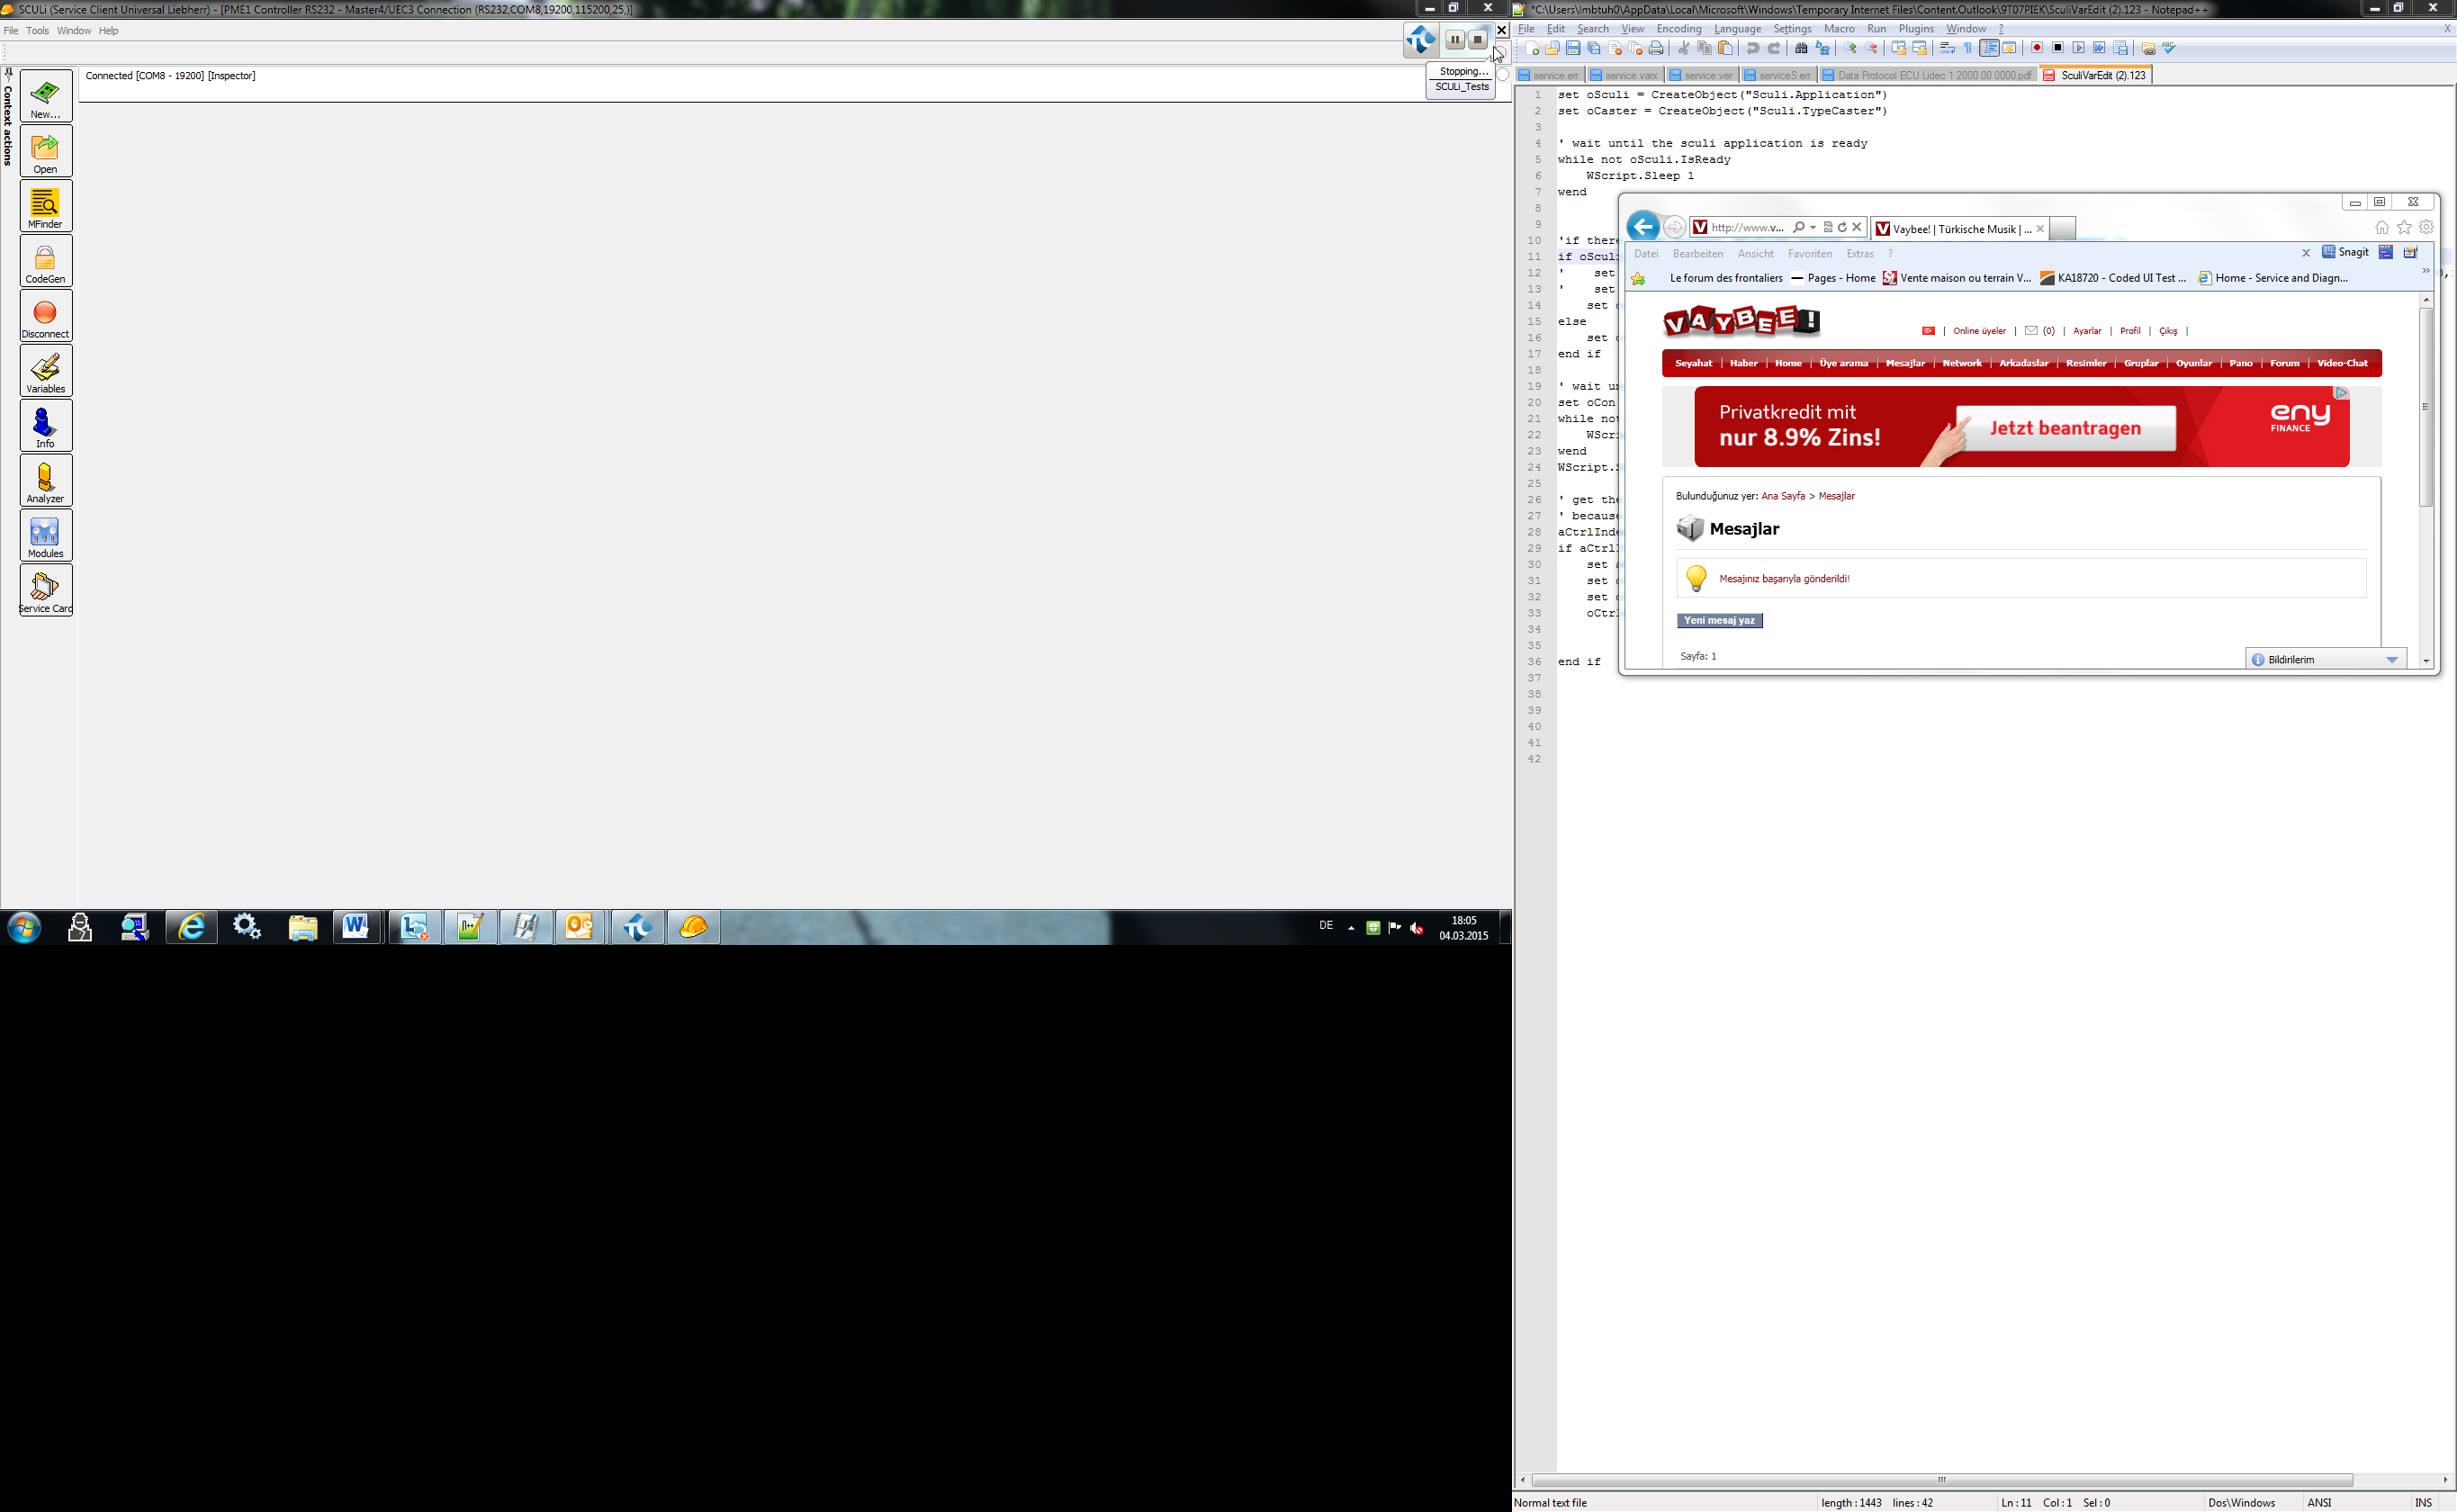 SCULi (Service Client Universal Liebherr) - [PME1 Controller RS232 - Master4/UEC3 Connection (RS232,COM8,19200,115200,25,)]
File Tools Window Help
Stopping...
SCULi_Tests
Connected [COM8 - 19200] [Inspector]
Context actions
New...
Open
MFinder
CodeGen
Disconnect
Variables
Info
Analyzer
Modules
Service Card
DE
18:05
04.03.2015
*C:\Users\lmbtuh0\AppData\Local\Microsoft\Windows\Temporary Internet Files\Content.Outlook\9T07PIEK\SculiVarEdit (2).123 - Notepad++
File Edit Search View Encoding Language Settings Macro Run Plugins Window ? X
service.err service.varx service.ver serviceS.err Data Protocol ECU Lidec 1 2000 00 0000.pdf SculiVarEdit (2).123
1 set oSculi = CreateObject("Sculi.Application")
2 set oCaster = CreateObject("Sculi.TypeCaster")
3
4 ' wait until the sculi application is ready
5 while not oSculi.IsReady
6 WScript.Sleep 1
7 wend
8
9
10 'if there
11 if oSculi
12 ' set
13 ' set
14 set
15 else
16 set
17 end if
18
19 ' wait un
20 set oCon
21 while not
22 WScri
23 wend
24 WScript.S
25
26 ' get the
27 ' because
28 aCtrlInde
29 if aCtrlI
30 set
31 set
32 set
33 oCtrl
34
35
36 end if
37
38
39
40
41
42
http://www.v...
Vaybee! | Türkische Musik | ...
Datei Bearbeiten Ansicht Favoriten Extras ?
x Snagit
Le forum des frontaliers Pages - Home Vente maison ou terrain V... KA18720 - Coded UI Test ... Home - Service and Diagn...
VAYBEE!
| Online üyeler | (0) | Ayarlar | Profil | Çıkış |
Seyahat | Haber | Home | Üye arama | Mesajlar | Network | Arkadaslar | Resimler | Gruplar | Oyunlar | Pano | Forum | Video-Chat
Privatkredit mit
nur 8.9% Zins!
Jetzt beantragen
eny
FINANCE
Bulunduğunuz yer: Ana Sayfa > Mesajlar
Mesajlar
Mesajınız başarıyla gönderildi!
Yeni mesaj yaz
Sayfa: 1
Bildirilerim
Normal text file
length : 1443 lines : 42
Ln : 11 Col : 1 Sel : 0
Dos\Windows
ANSI
INS